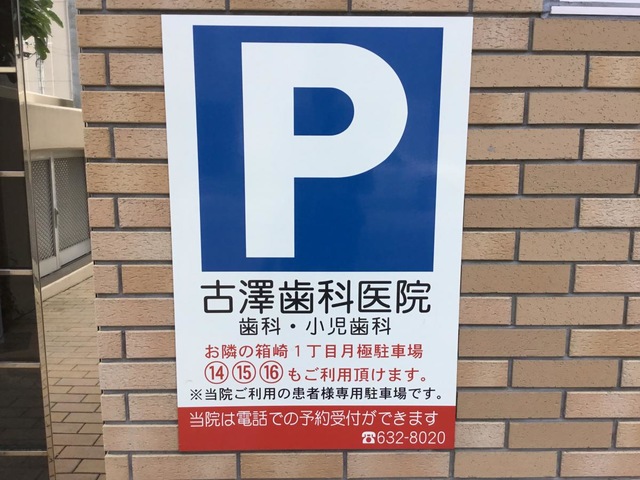 P
古澤歯科医院
歯科・小児歯科
お隣の箱崎1丁目月極駐車場
⑭⑮⑯もご利用頂けます。
※当院ご利用の患者様専用駐車場です。
当院は電話での予約受付ができます
☎632-8020